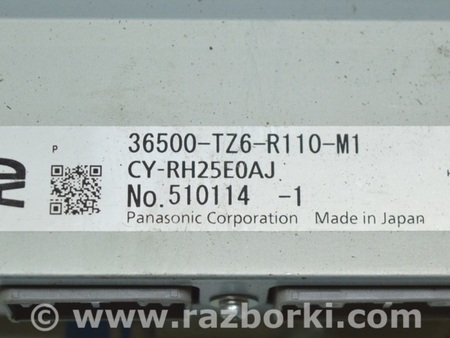 P
36500-TZ6-R110-M1
CY-RH25E0AJ
No.510114 -1
Panasonic Corporation Made in Japan
www.razborki.com